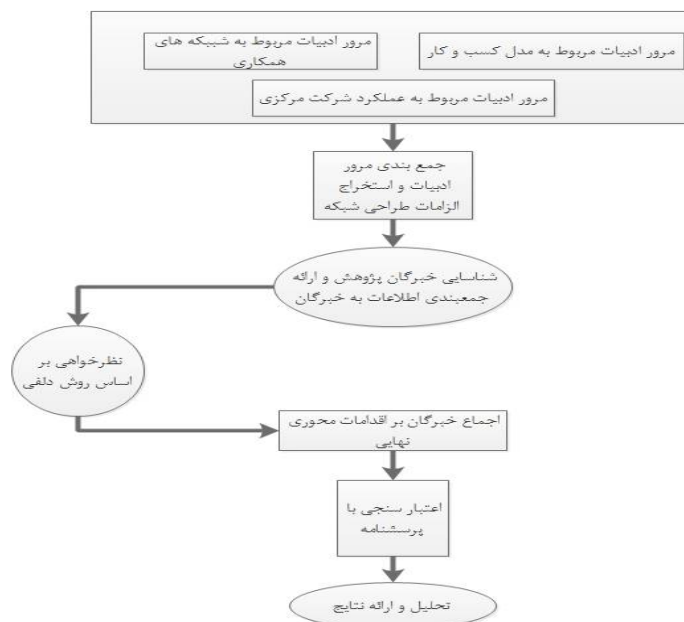 مرور ادبیات مربوط به مدل کسب و کار
مرور ادبیات مربوط به شبکه های
همکاری
مرور ادبیات مربوط به عملکرد شرکت مرکزی
جمع بندی مرور
ادبیات و استخراج
الزامات طراحی شبکه
شناسایی خبرگان پژوهش و ارائه
جمعبندی اطلاعات به خبرگان
نظرخواهی بر
اساس روش دلفی
اجماع خبرگان بر اقدامات محوری
نهایی
اعتبار سنجی با
پرسشنامه
تحلیل و ارائه نتایج